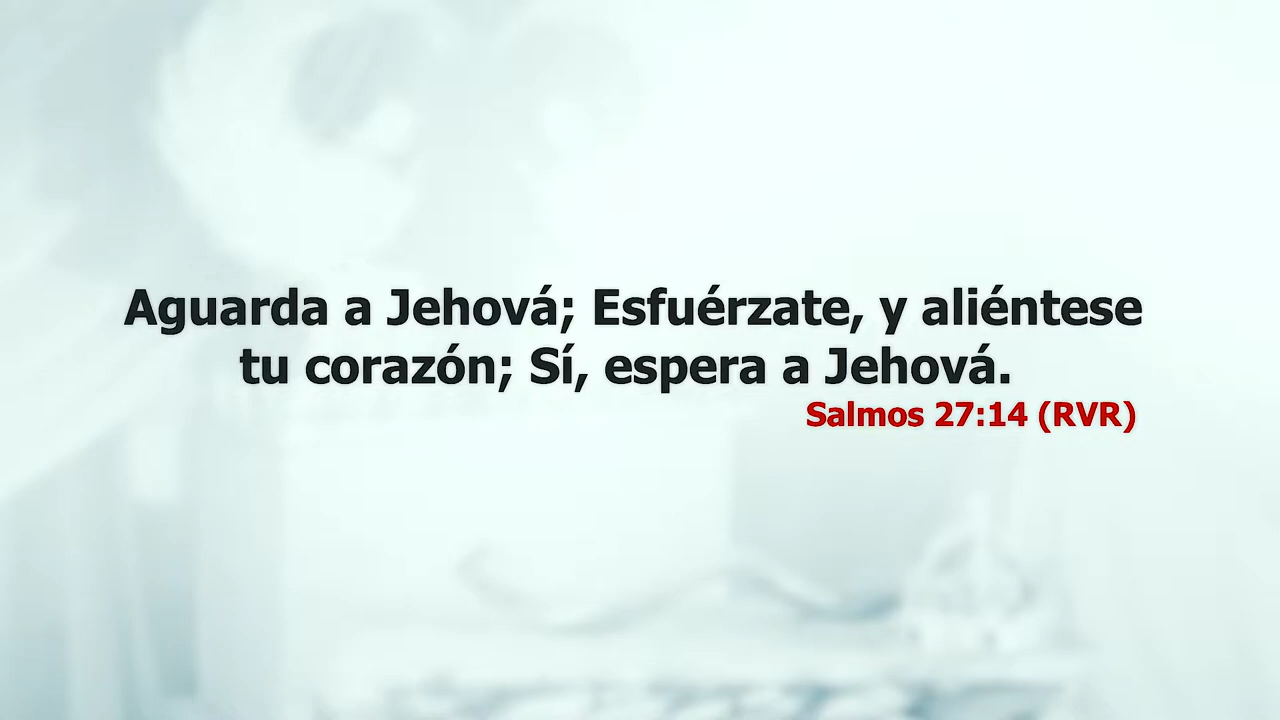 Aguarda a Jehová; Esfuérzate, y aliéntese
tu corazón; Sí, espera a Jehová.
Salmos 27:14 (RVR)